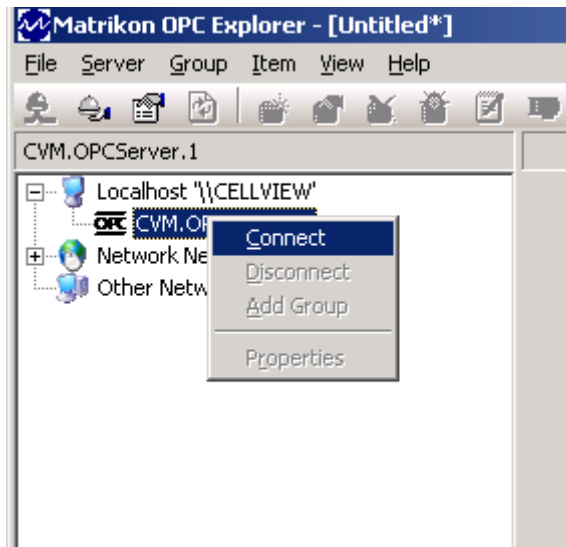 Matrikon OPC Explorer - [Untitled*]
File Server Group Item View Help
CVM.OPCServer.1
Localhost '\\CELLVIEW'
OPC CVM.OP
Connect
Network Ne
Disconnect
Other Netw
Add Group
Properties